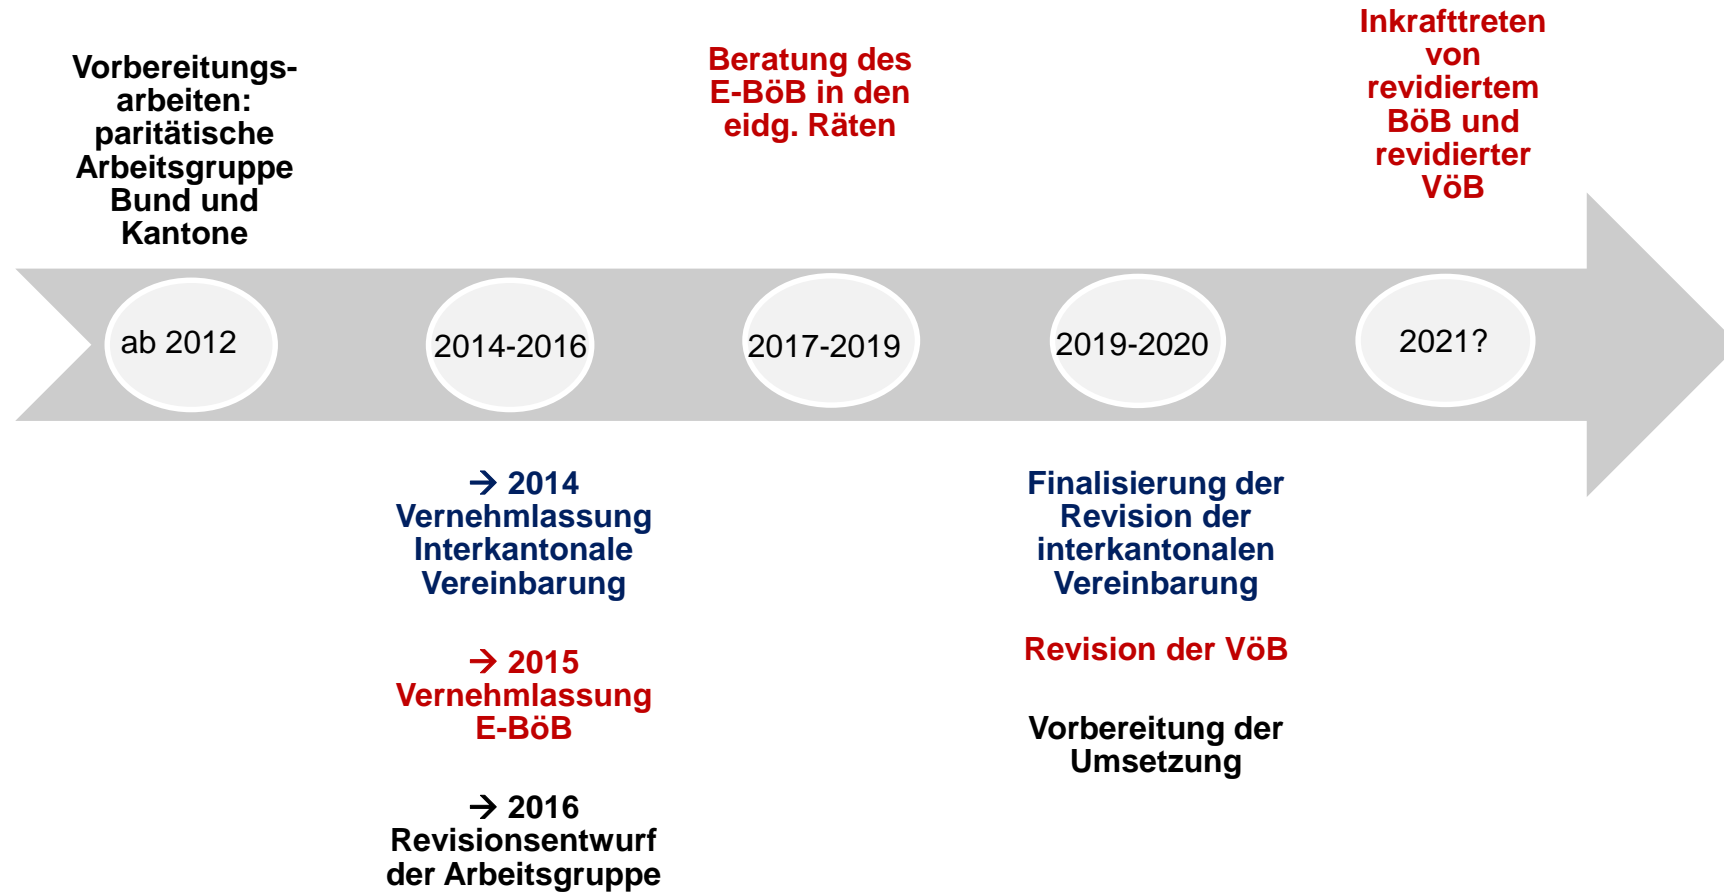 Vorbereitungs-
arbeiten:
paritätische
Arbeitsgruppe
Bund und
Kantone
Beratung des
E-BöB in den
eidg. Räten
Inkrafttreten
von
revidiertem
BöB und
revidierter
VöB
ab 2012
2014-2016
2017-2019
2019-2020
2021?
→ 2014
Vernehmlassung
Interkantonale
Vereinbarung
→ 2015
Vernehmlassung
E-BöB
→ 2016
Revisionsentwurf
der Arbeitsgruppe
Finalisierung der
Revision der
interkantonalen
Vereinbarung
Revision der VöB
Vorbereitung der
Umsetzung